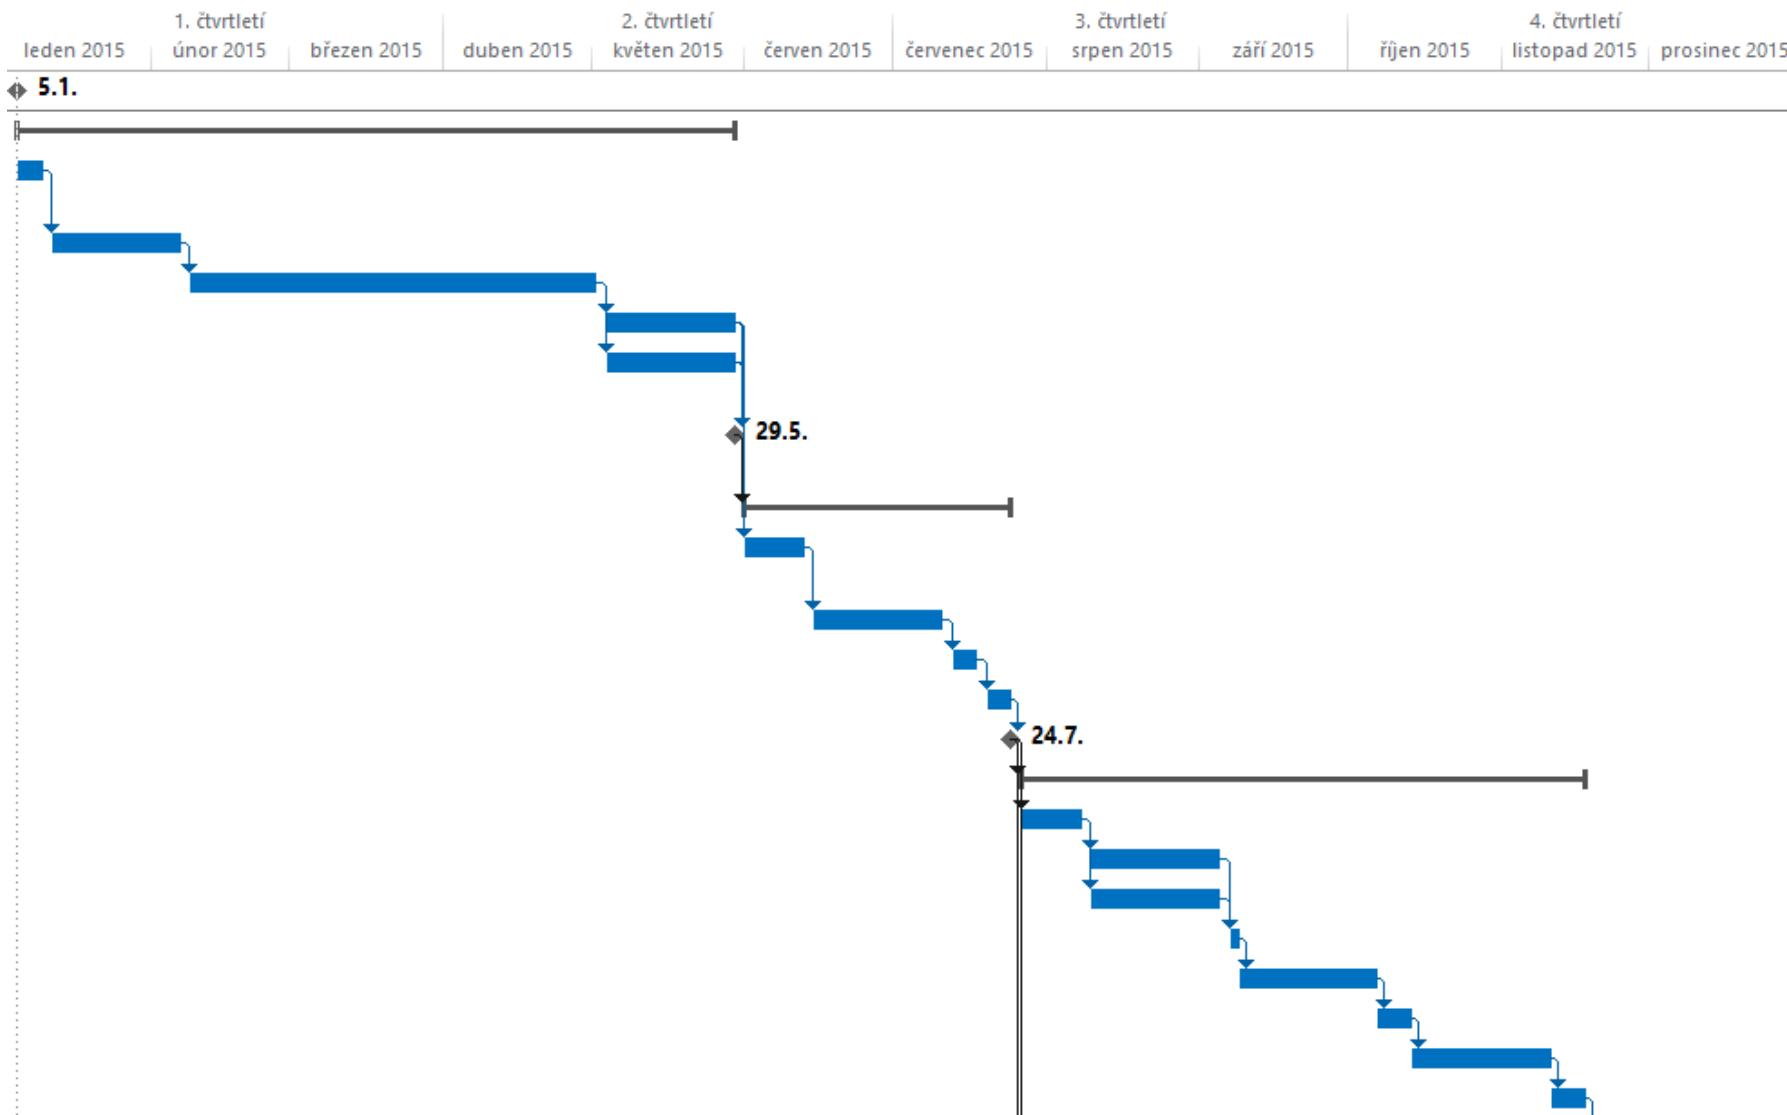 1. čtvrtletí 2. čtvrtletí 3. čtvrtletí 4. čtvrtletí
leden 2015 únor 2015 březen 2015 duben 2015 květen 2015 červen 2015 červenec 2015 srpen 2015 září 2015 říjen 2015 listopad 2015 prosinec 2015
5.1.
29.5.
24.7.